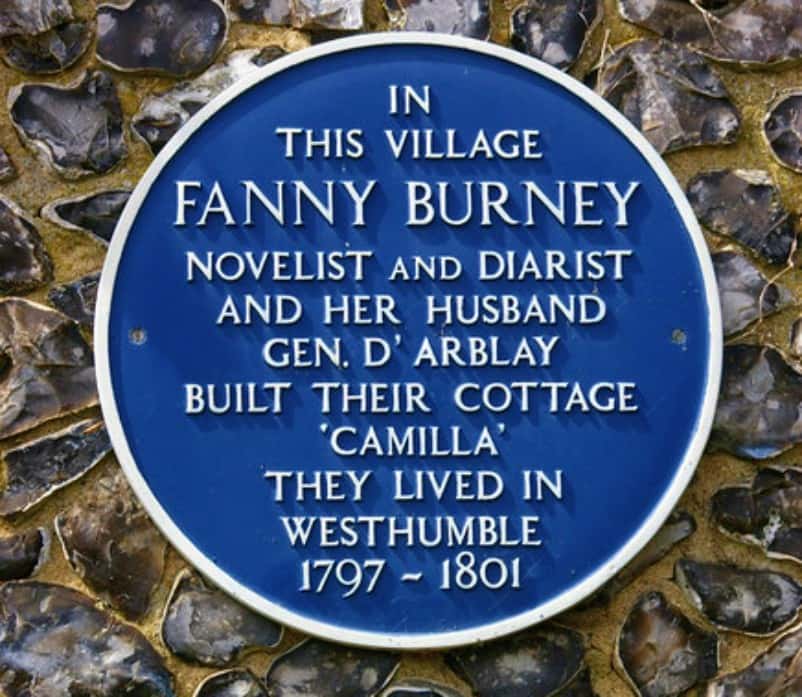 IN
THIS VILLAGE
FANNY BURNEY
NOVELIST AND DIARIST
AND HER HUSBAND
GEN. D' ARBLAY
BUILT THEIR COTTAGE
'CAMILLA'
THEY LIVED IN
WESTHUMBLE
1797 ~ 1801